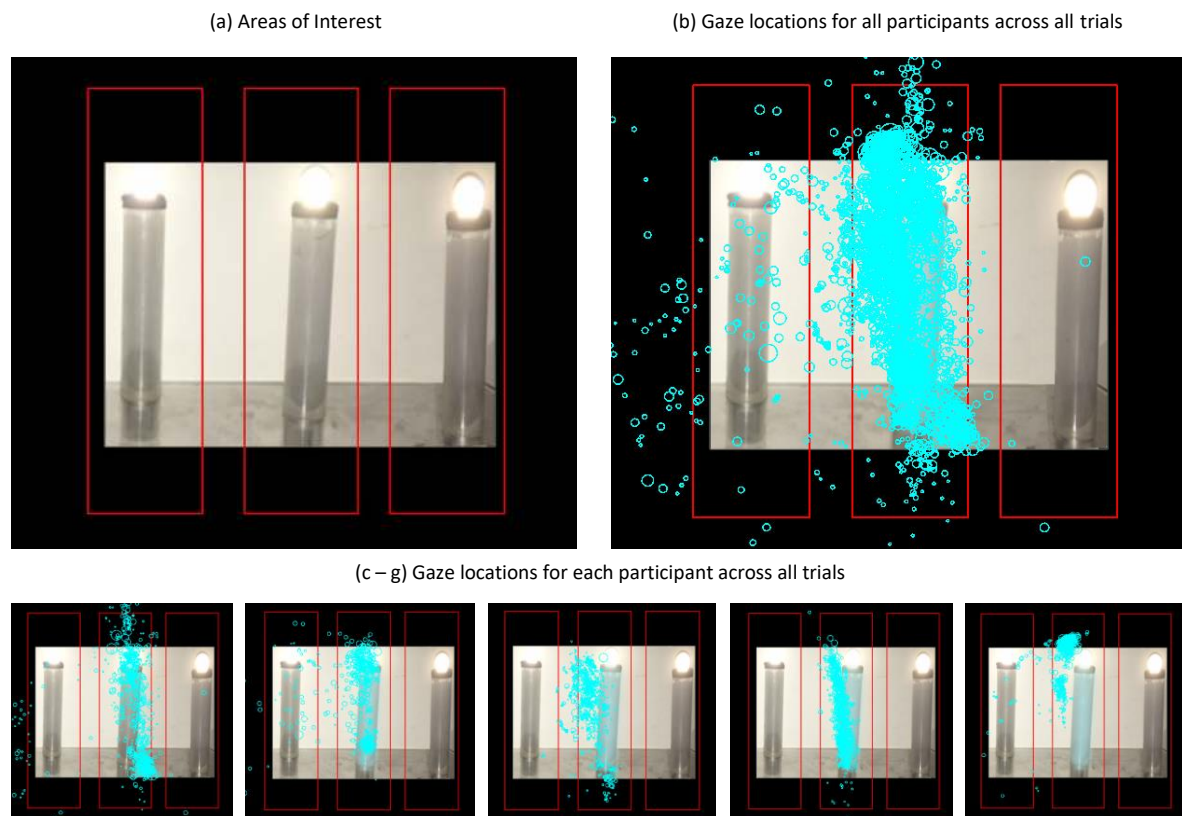 (a) Areas of Interest
(b) Gaze locations for all participants across all trials
(c – g) Gaze locations for each participant across all trials